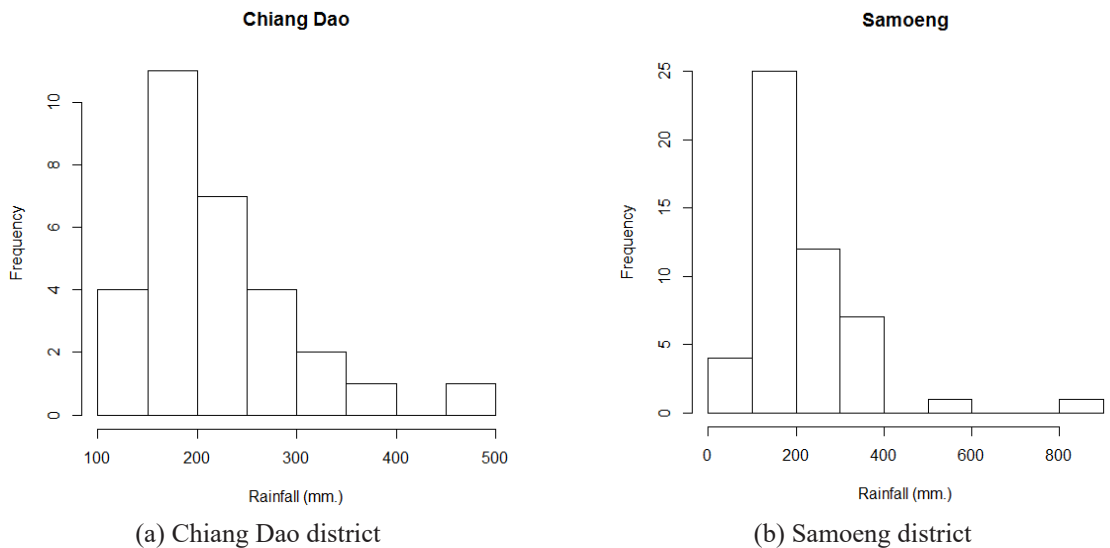 Chiang Dao
Frequency
10
8
6
4
2
0
100 200 300 400 500
Rainfall (mm.)
(a) Chiang Dao district
Samoeng
Frequency
25
20
15
10
5
0
0 200 400 600 800
Rainfall (mm.)
(b) Samoeng district